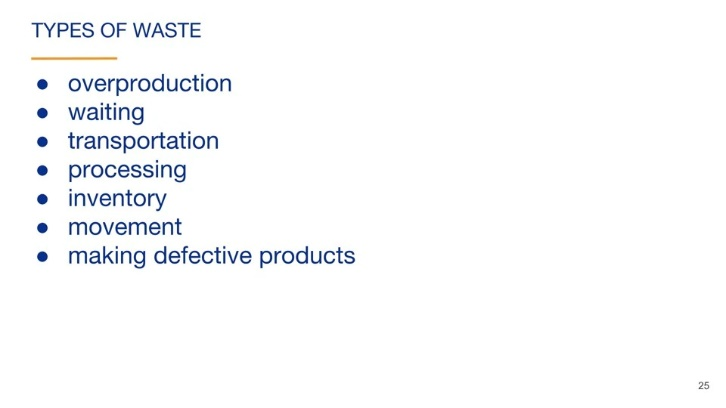 TYPES OF WASTE
● overproduction
● waiting
● transportation
● processing
● inventory
● movement
● making defective products
25